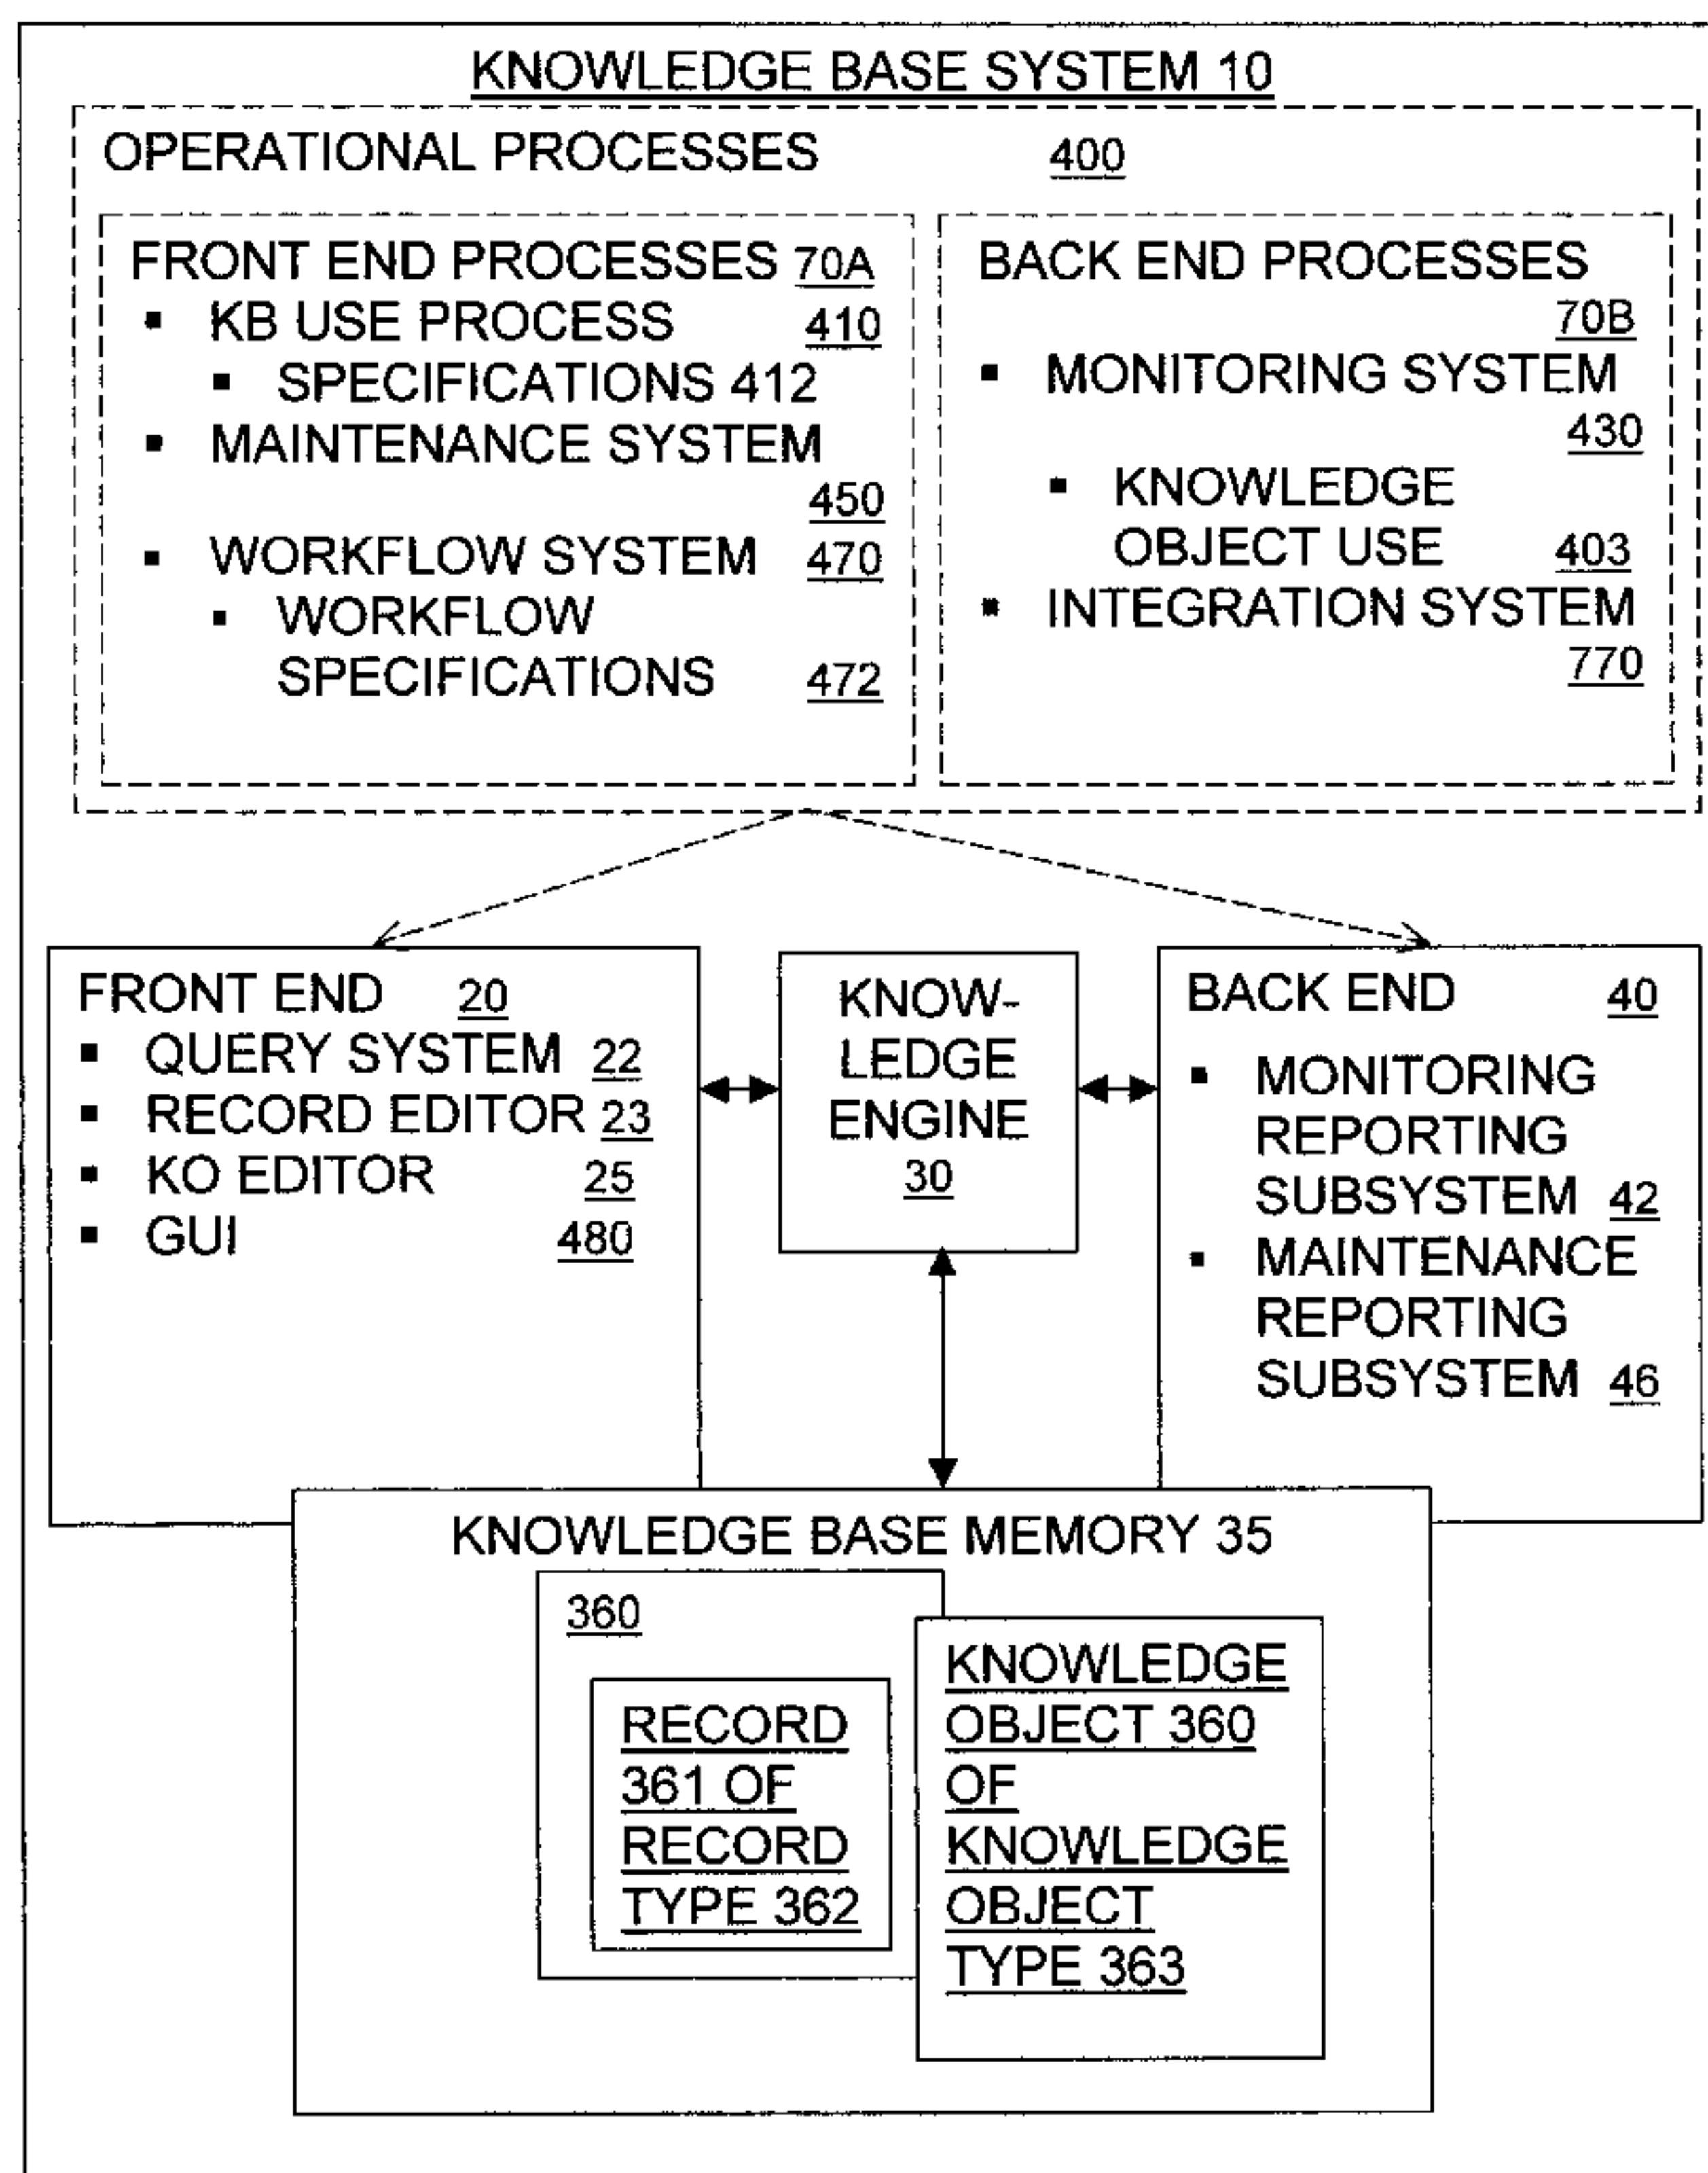 KNOWLEDGE BASE SYSTEM 10
OPERATIONAL PROCESSES 400
FRONT END PROCESSES 70A
▪ KB USE PROCESS 410
▪ SPECIFICATIONS 412
▪ MAINTENANCE SYSTEM
450
▪ WORKFLOW SYSTEM 470
▪ WORKFLOW
SPECIFICATIONS 472
BACK END PROCESSES
70B
▪ MONITORING SYSTEM
430
▪ KNOWLEDGE
OBJECT USE 403
▪ INTEGRATION SYSTEM
770
FRONT END 20
▪ QUERY SYSTEM 22
▪ RECORD EDITOR 23
▪ KO EDITOR 25
▪ GUI 480
KNOW-
LEDGE
ENGINE
30
BACK END 40
▪ MONITORING
REPORTING
SUBSYSTEM 42
▪ MAINTENANCE
REPORTING
SUBSYSTEM 46
KNOWLEDGE BASE MEMORY 35
360
RECORD
361 OF
RECORD
TYPE 362
KNOWLEDGE
OBJECT 360
OF
KNOWLEDGE
OBJECT
TYPE 363